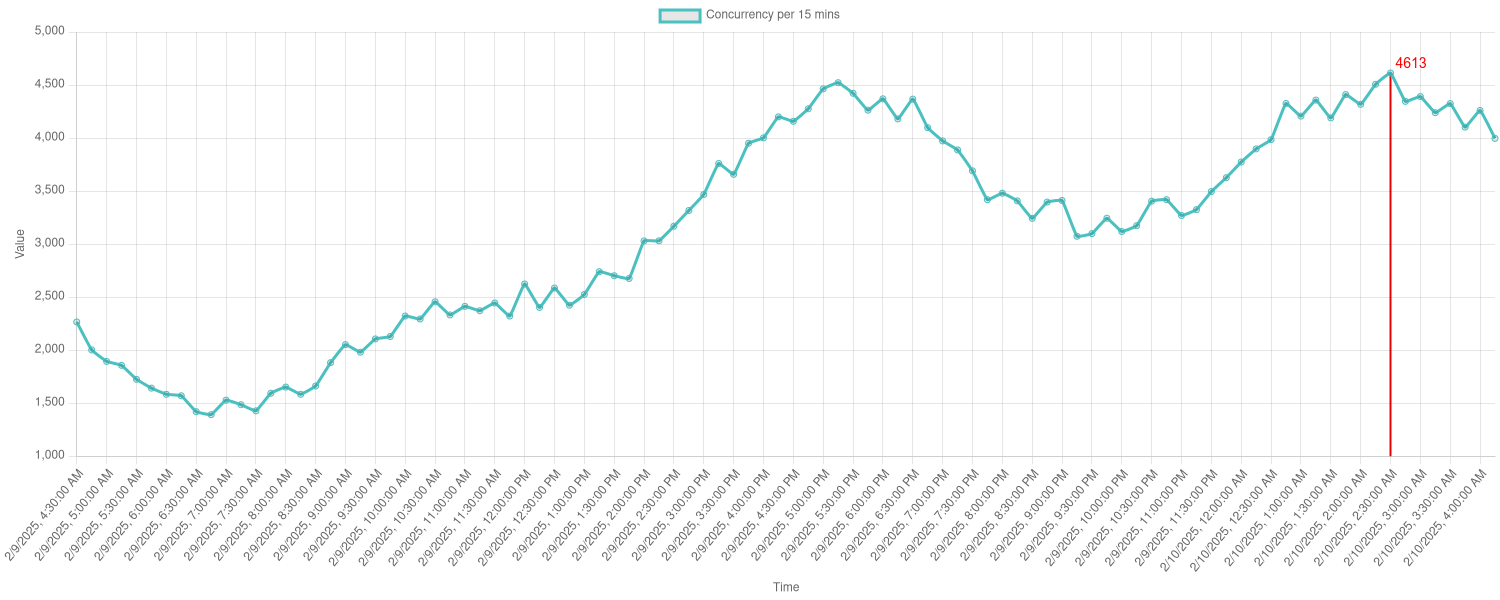 Concurrency per 15 mins
5,000
4613
4,500
4,000
3,500
3,000
2,500
2,000
1,500
1,000
Value
2/9/2025, 4:30:00 AM
2/9/2025, 5:00:00 AM
2/9/2025, 5:30:00 AM
2/9/2025, 6:00:00 AM
2/9/2025, 6:30:00 AM
2/9/2025, 7:00:00 AM
2/9/2025, 7:30:00 AM
2/9/2025, 8:00:00 AM
2/9/2025, 8:30:00 AM
2/9/2025, 9:00:00 AM
2/9/2025, 9:30:00 AM
2/9/2025, 10:00:00 AM
2/9/2025, 10:30:00 AM
2/9/2025, 11:00:00 AM
2/9/2025, 11:30:00 AM
2/9/2025, 12:00:00 PM
2/9/2025, 12:30:00 PM
2/9/2025, 1:00:00 PM
2/9/2025, 1:30:00 PM
2/9/2025, 2:00:00 PM
2/9/2025, 2:30:00 PM
2/9/2025, 3:00:00 PM
2/9/2025, 3:30:00 PM
2/9/2025, 4:00:00 PM
2/9/2025, 4:30:00 PM
2/9/2025, 5:00:00 PM
2/9/2025, 5:30:00 PM
2/9/2025, 6:00:00 PM
2/9/2025, 6:30:00 PM
2/9/2025, 7:00:00 PM
2/9/2025, 7:30:00 PM
2/9/2025, 8:00:00 PM
2/9/2025, 8:30:00 PM
2/9/2025, 9:00:00 PM
2/9/2025, 9:30:00 PM
2/9/2025, 10:00:00 PM
2/9/2025, 10:30:00 PM
2/9/2025, 11:00:00 PM
2/9/2025, 11:30:00 PM
2/10/2025, 12:00:00 AM
2/10/2025, 12:30:00 AM
2/10/2025, 1:00:00 AM
2/10/2025, 1:30:00 AM
2/10/2025, 2:00:00 AM
2/10/2025, 2:30:00 AM
2/10/2025, 3:00:00 AM
2/10/2025, 3:30:00 AM
2/10/2025, 4:00:00 AM
Time